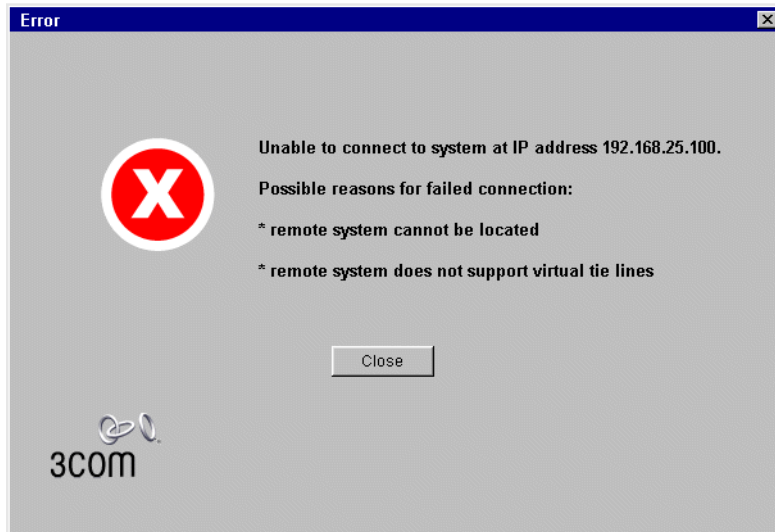 Error
Unable to connect to system at IP address 192.168.25.100.
Possible reasons for failed connection:
* remote system cannot be located
* remote system does not support virtual tie lines
Close
3COM